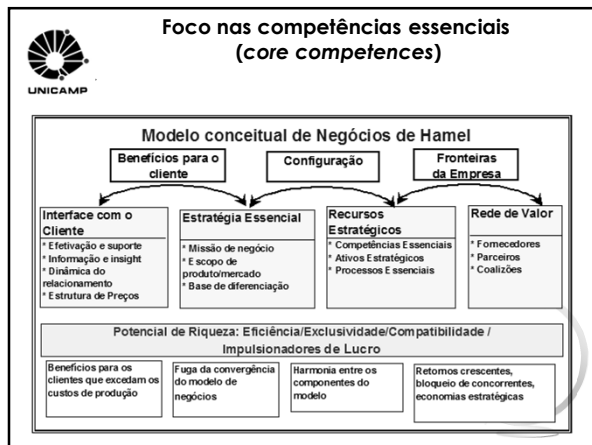 Foco nas competências essenciais
(core competences)
UNICAMP
Modelo conceitual de Negócios de Hamel
Benefícios para o
cliente
Configuração
Fronteiras
da Empresa
Interface com o
Cliente
* Efetivação e suporte
* Informação e insight
* Dinâmica do
relacionamento
* Estrutura de Preços
Estratégia Essencial
* Missão de negócio
* Escopo de
produto/mercado
* Base de diferenciação
Recursos
Estratégicos
* Competências Essenciais
* Ativos Estratégicos
* Processos Essenciais
Rede de Valor
* Fornecedores
* Parceiros
* Coalizões
Potencial de Riqueza: Eficiência/Exclusividade/Compatibilidade /
Impulsionadores de Lucro
Benefícios para os
clientes que excedam os
custos de produção
Fuga da convergência
do modelo de
negócios
Harmonia entre os
componentes do
modelo
Retornos crescentes,
bloqueio de concorrentes,
economias estratégicas